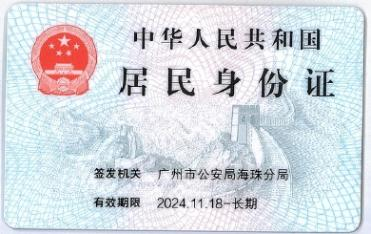 中华人民共和国
居民身份证
签发机关 广州市公安局海珠分局
有效期限 2024.11.18-长期